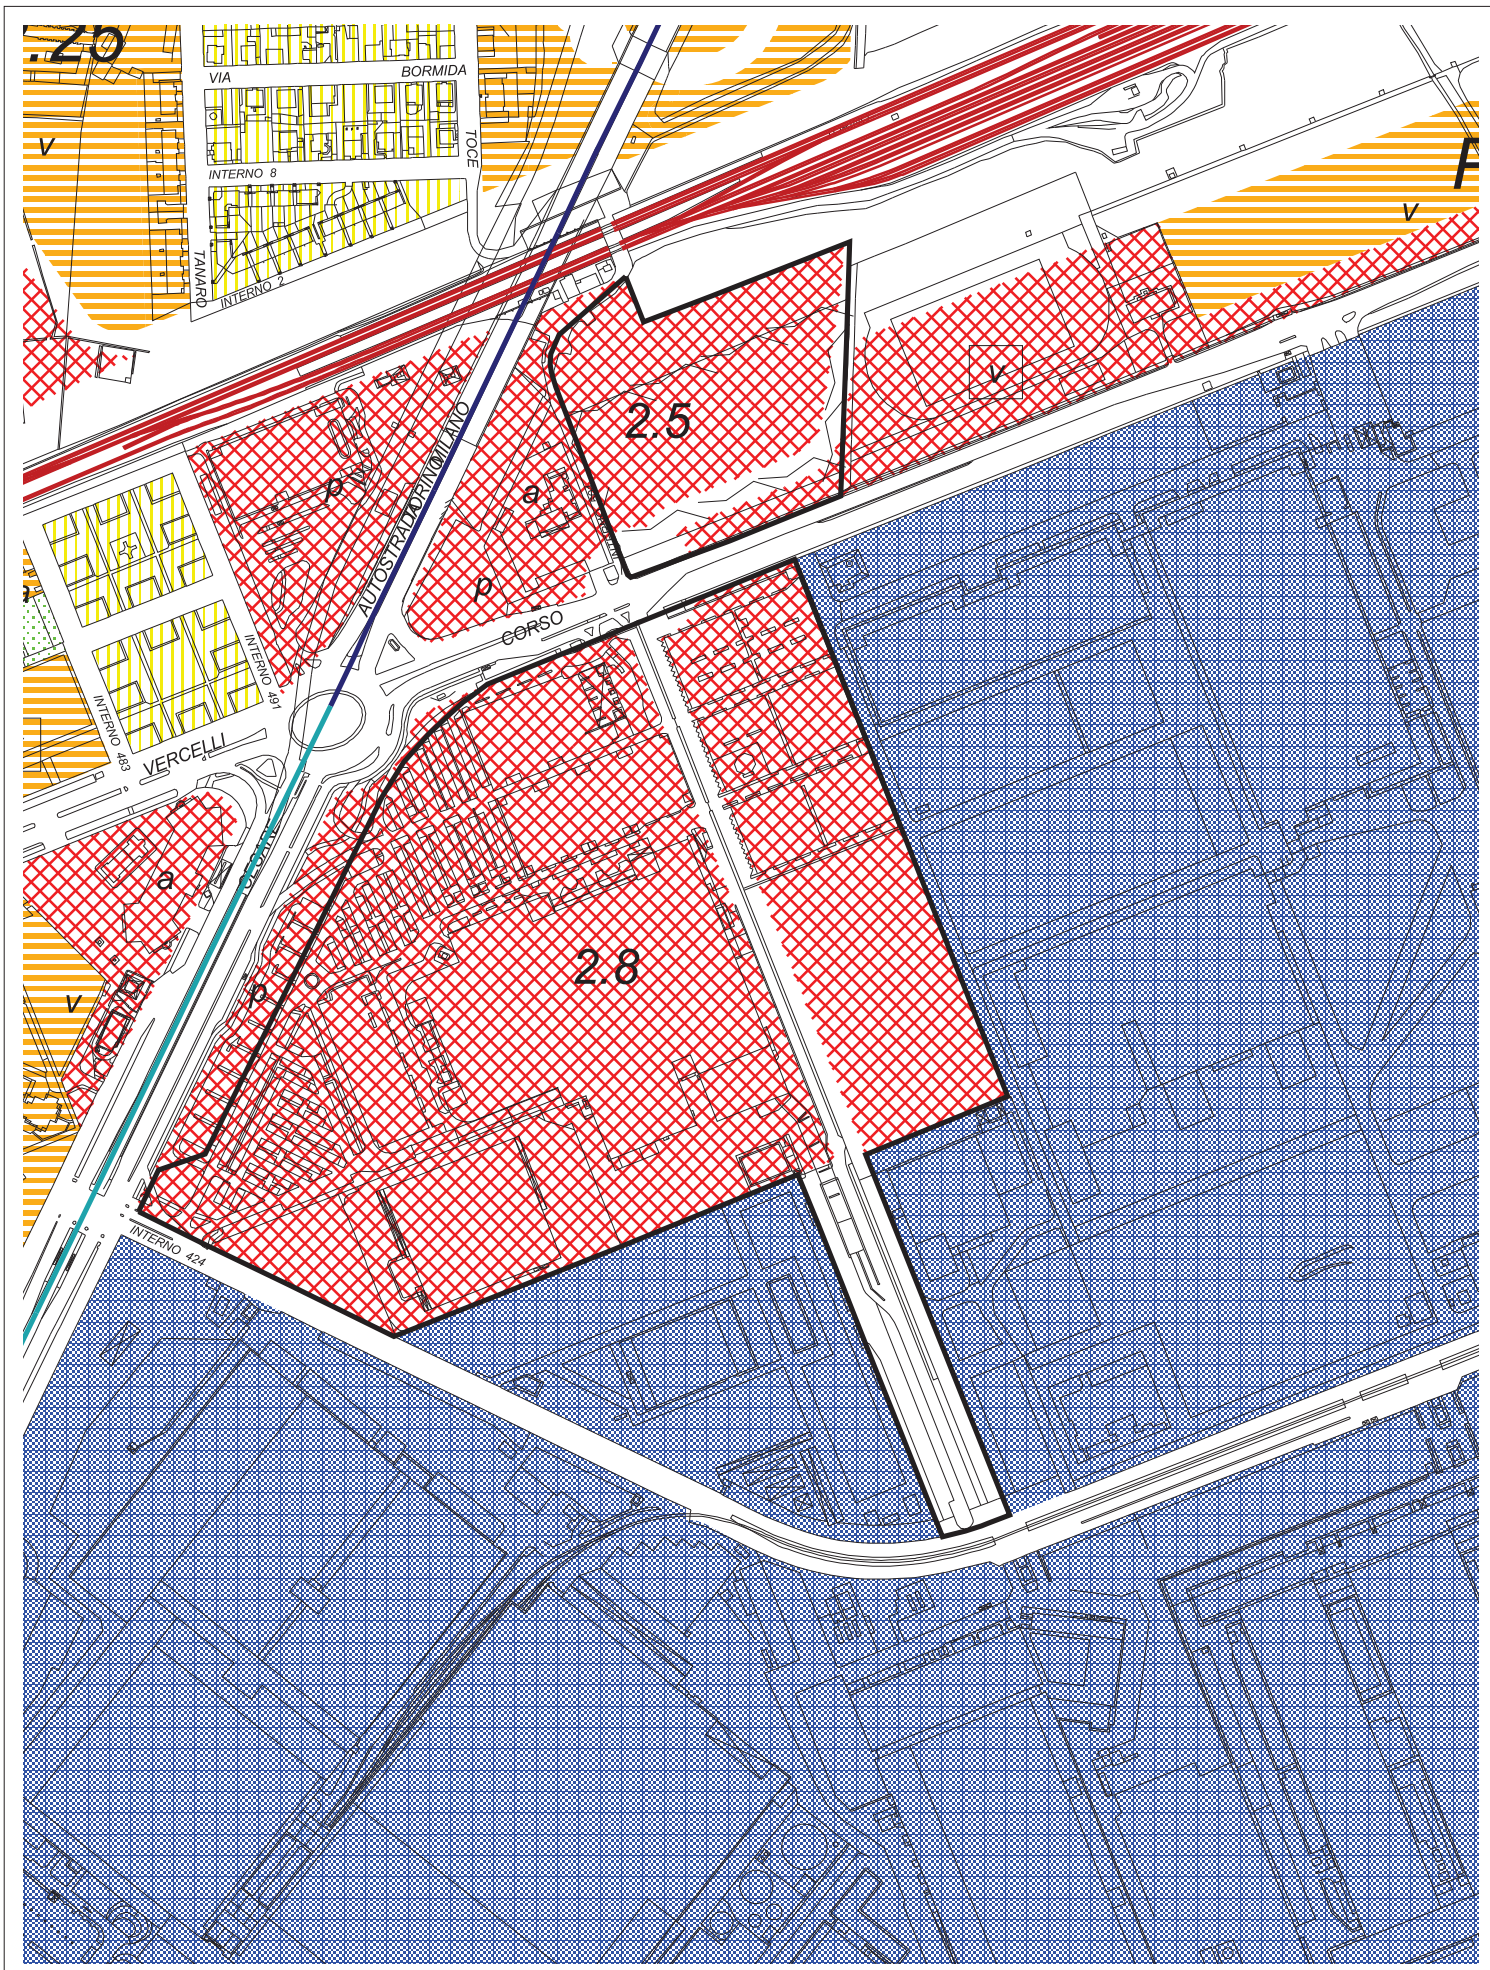 VIA BORMIDA
v
TOCE
INTERNO 8
TANARO
INTERNO 2
v
v
2.5
AUTOSTRADA TORINO MILANO
p
a
p
CORSO
INTERNO 491
INTERNO 483
VERCELLI
a
2.8
p
v
INTERNO 424